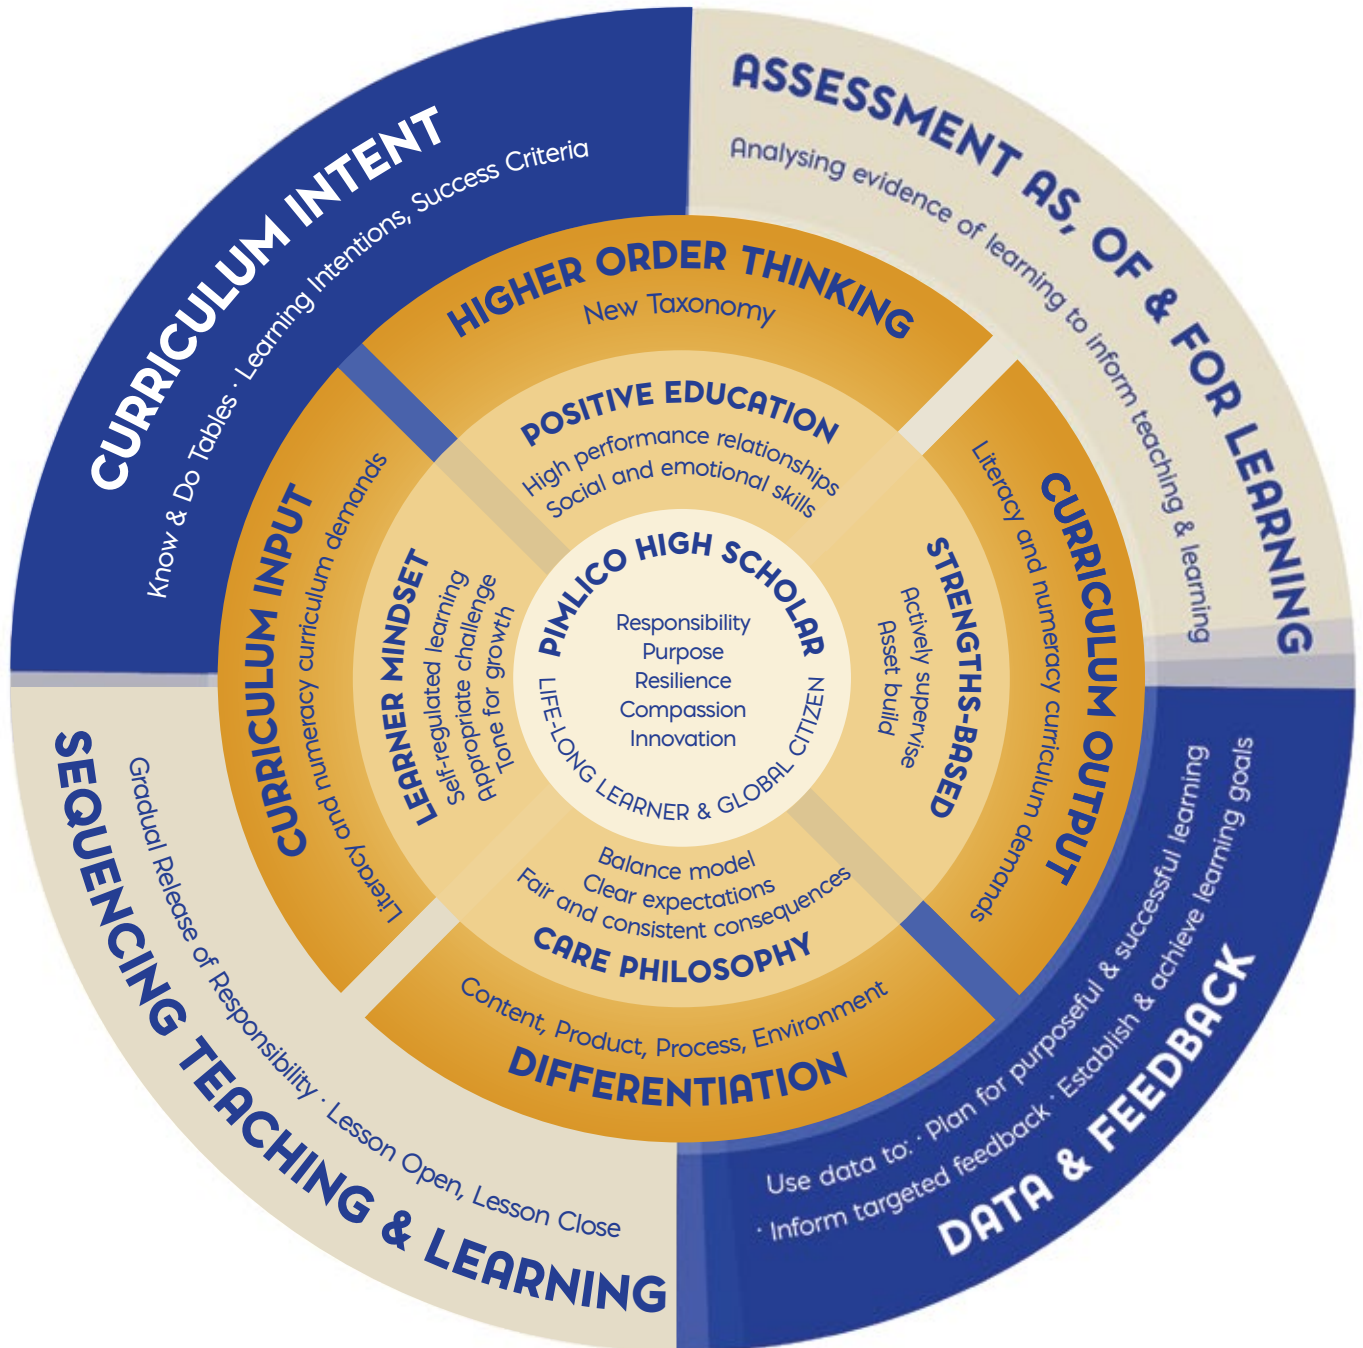 CURRICULUM INTENT
Know & Do Tables · Learning Intentions, Success Criteria
ASSESSMENT AS, OF & FOR LEARNING
Analysing evidence of learning to inform teaching & learning
HIGHER ORDER THINKING
New Taxonomy
POSITIVE EDUCATION
High performance relationships
Social and emotional skills
CURRICULUM INPUT
Literacy and numeracy curriculum demands
LEARNER MINDSET
Self-regulated learning
Appropriate challenge
Tone for growth
PIMLICO HIGH SCHOLAR
Responsibility
Purpose
Resilience
Compassion
Innovation
LIFE-LONG LEARNER & GLOBAL CITIZEN
STRENGTHS-BASED
Actively supervise
Asset build
CURRICULUM OUTPUT
Literacy and numeracy curriculum demands
Balance model
Clear expectations
Fair and consistent consequences
CARE PHILOSOPHY
Content, Product, Process, Environment
DIFFERENTIATION
SEQUENCING TEACHING & LEARNING
Gradual Release of Responsibility · Lesson Open, Lesson Close
Use data to: · Plan for purposeful & successful learning
· Inform targeted feedback · Establish & achieve learning goals
DATA & FEEDBACK